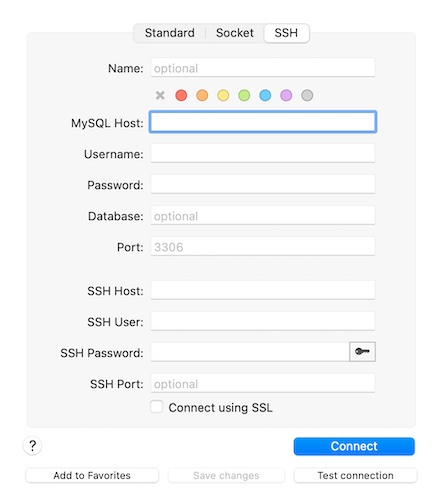 Standard Socket SSH
Name: optional
MySQL Host:
Username:
Password:
Database: optional
Port: 3306
SSH Host:
SSH User:
SSH Password:
SSH Port: optional
Connect using SSL
? Connect
Add to Favorites Save changes Test connection